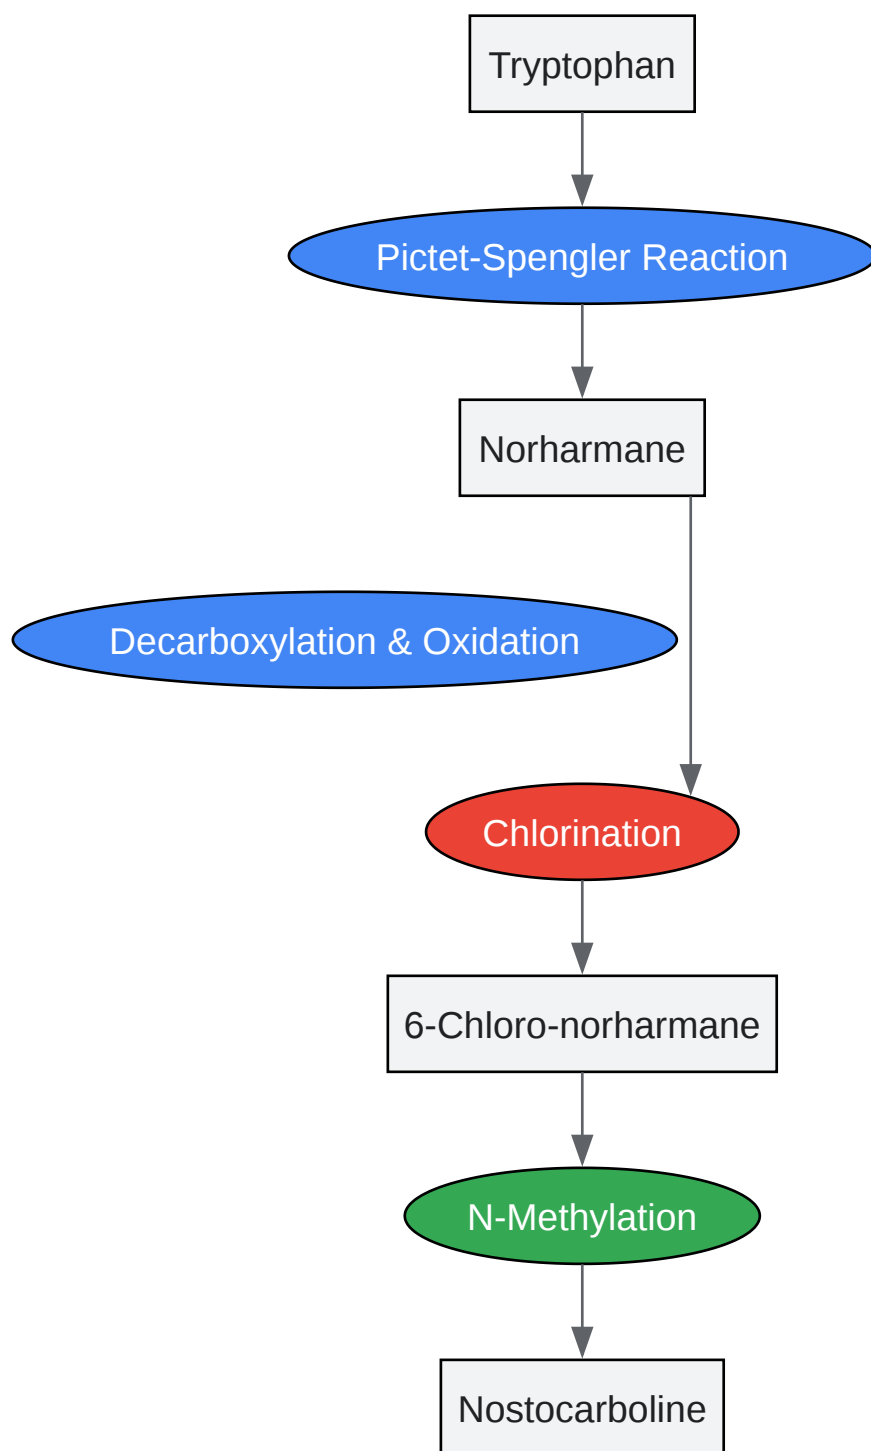 Tryptophan
Pictet-Spengler Reaction
Norharmane
Decarboxylation & Oxidation
Chlorination
6-Chloro-norharmane
N-Methylation
Nostocarboline